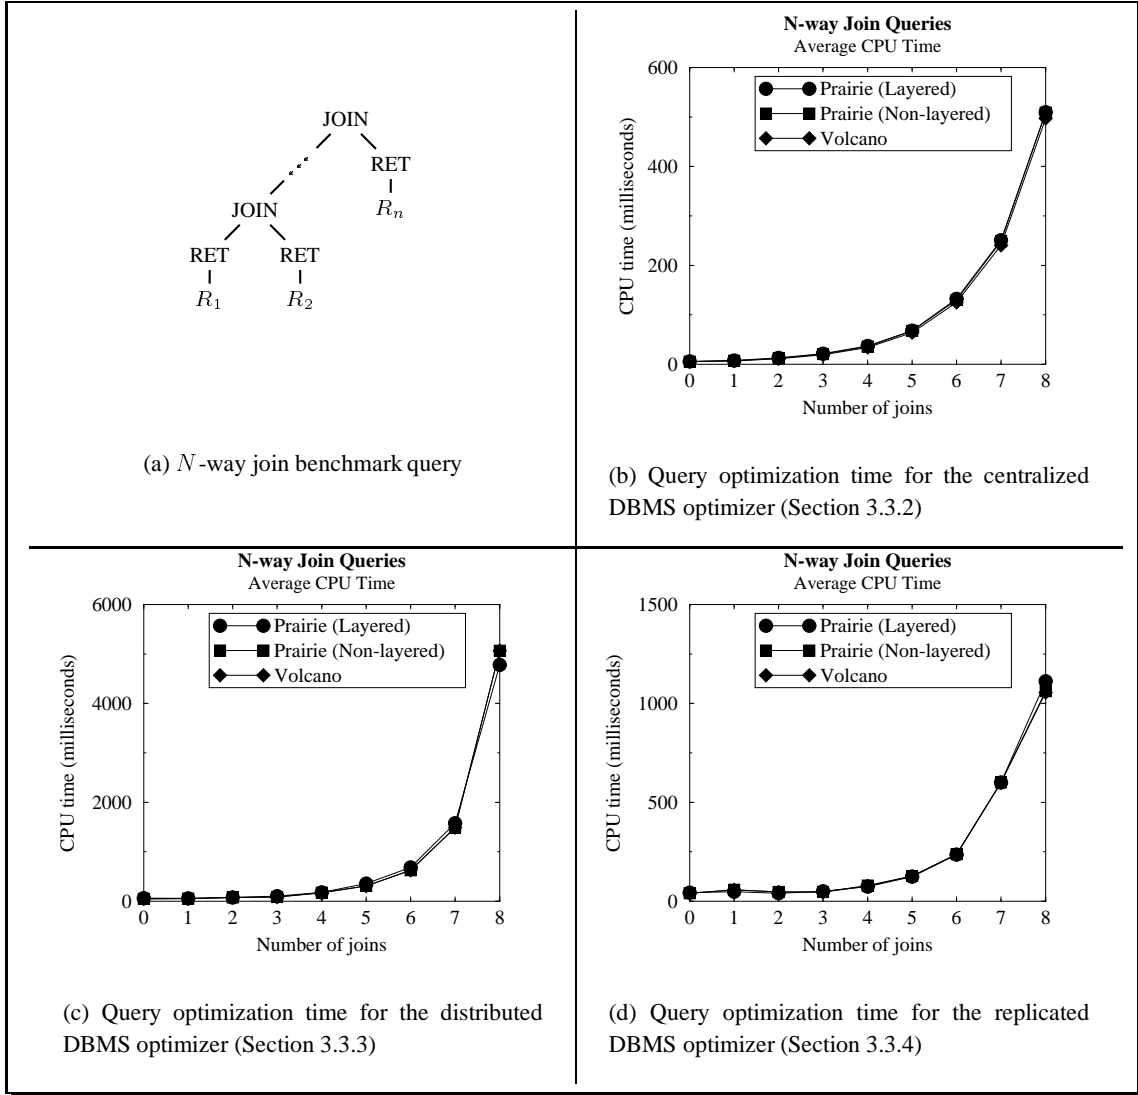 JOIN
RET
R_n
JOIN
RET RET
R_1 R_2
(a) N-way join benchmark query
N-way Join Queries
Average CPU Time
Prairie (Layered)
Prairie (Non-layered)
Volcano
600
400
200
0
CPU time (milliseconds)
0 1 2 3 4 5 6 7 8
Number of joins
(b) Query optimization time for the centralized
DBMS optimizer (Section 3.3.2)
N-way Join Queries
Average CPU Time
Prairie (Layered)
Prairie (Non-layered)
Volcano
6000
4000
2000
0
CPU time (milliseconds)
0 1 2 3 4 5 6 7 8
Number of joins
(c) Query optimization time for the distributed
DBMS optimizer (Section 3.3.3)
N-way Join Queries
Average CPU Time
Prairie (Layered)
Prairie (Non-layered)
Volcano
1500
1000
500
0
CPU time (milliseconds)
0 1 2 3 4 5 6 7 8
Number of joins
(d) Query optimization time for the replicated
DBMS optimizer (Section 3.3.4)